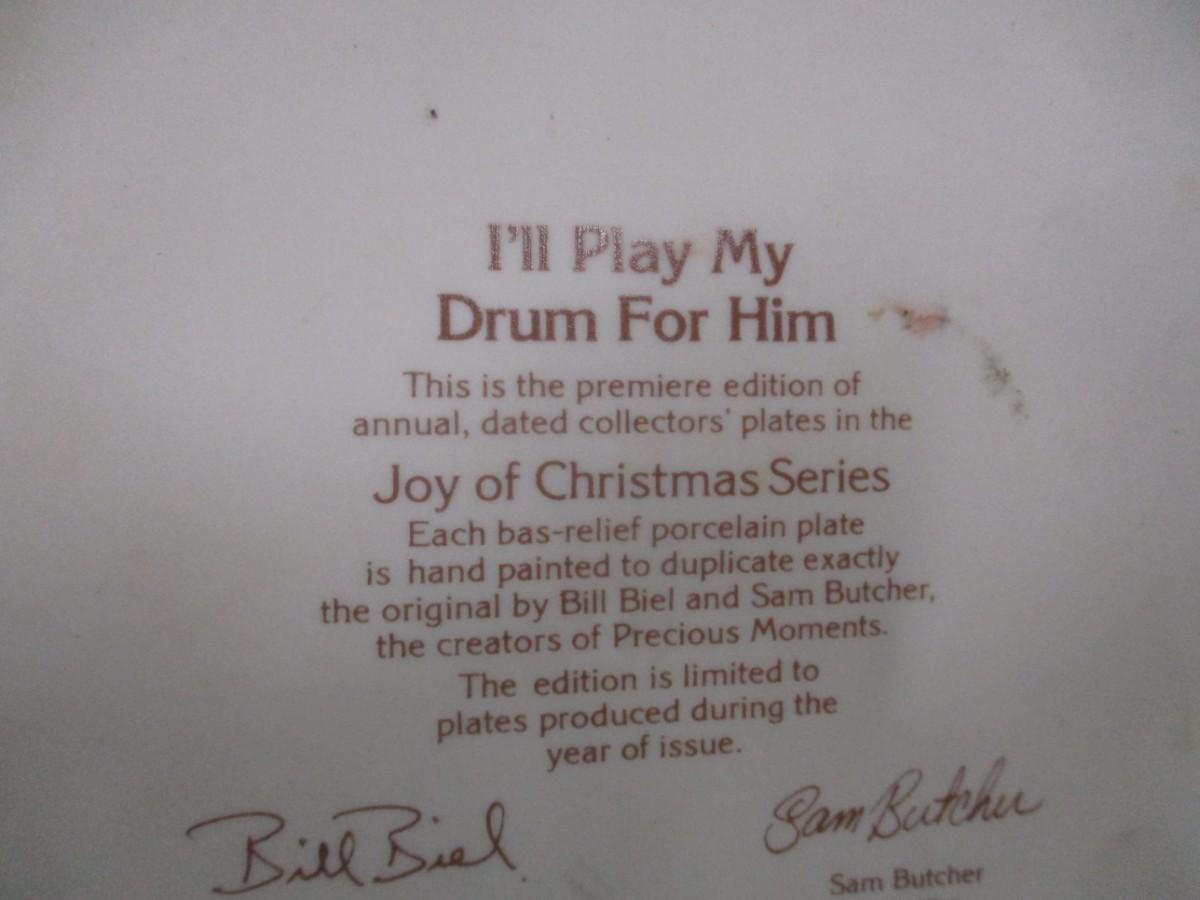 I'll Play My
Drum For Him
This is the premiere edition of
annual, dated collectors' plates in the
Joy of Christmas Series
Each bas-relief porcelain plate
is hand painted to duplicate exactly
the original by Bill Biel and Sam Butcher,
the creators of Precious Moments.
The edition is limited to
plates produced during the
year of issue.
Bill Biel
Sam Butcher
Sam Butcher